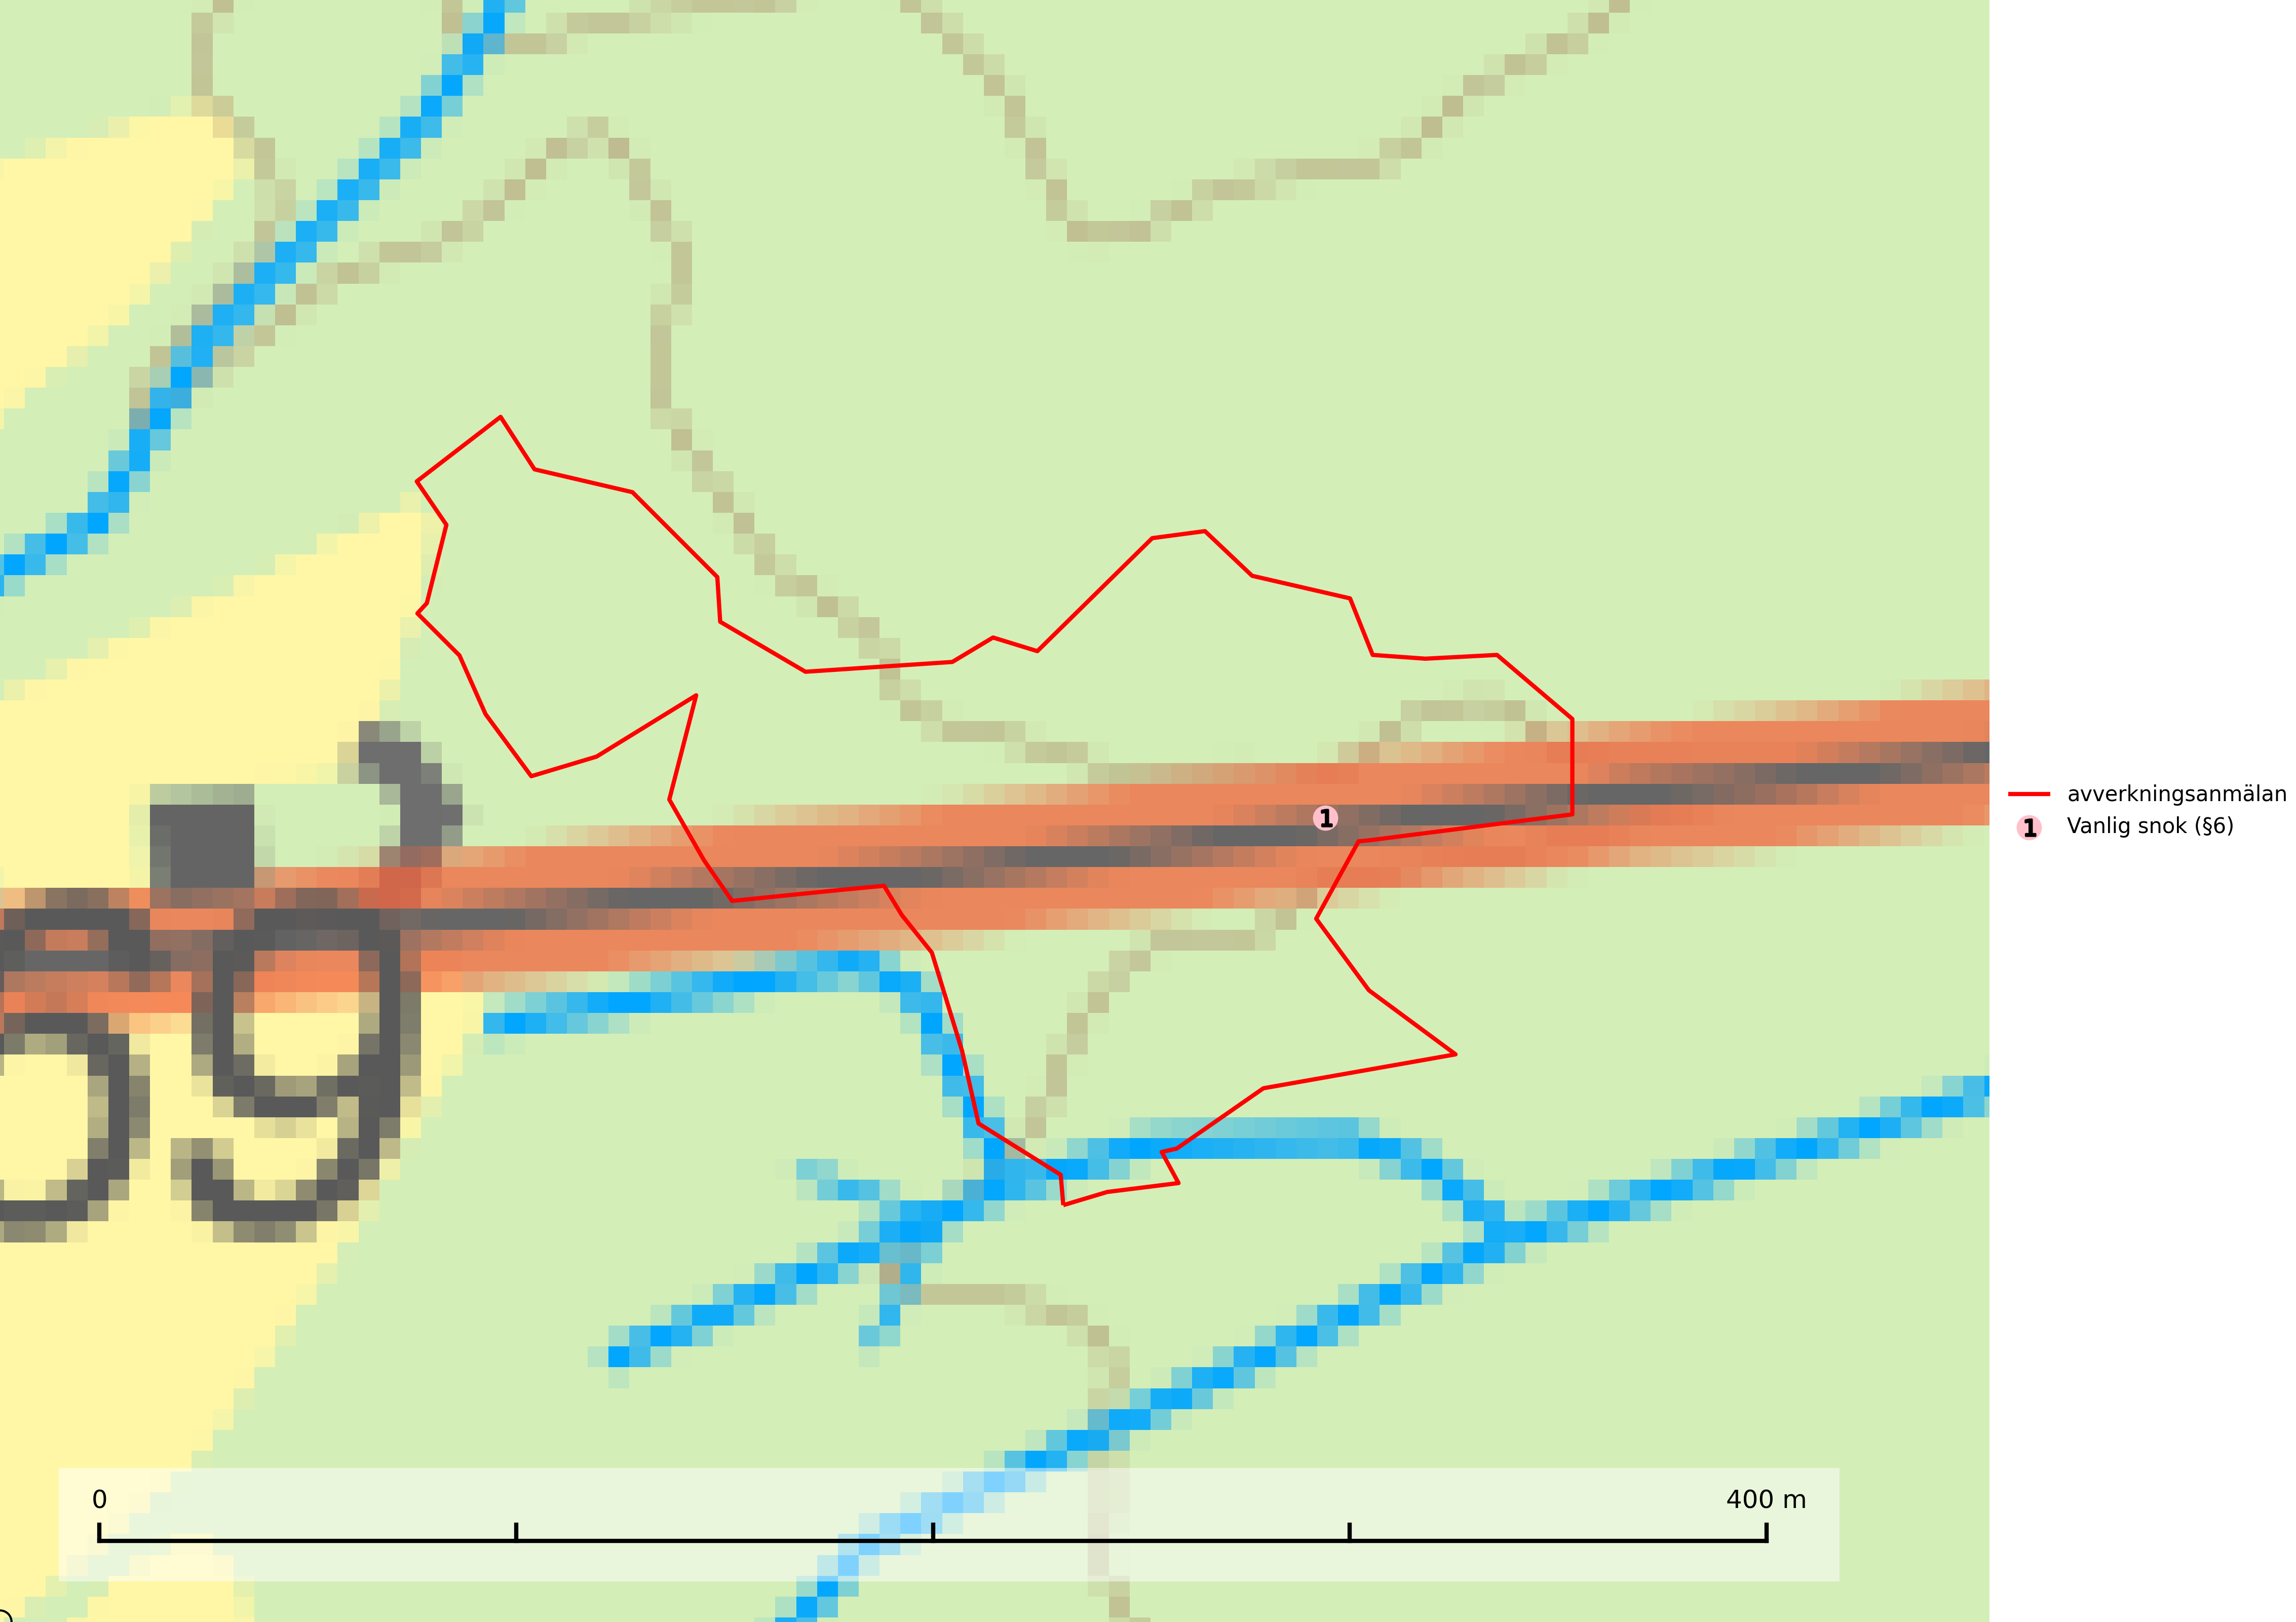 1
avverkningsanmälan
1 Vanlig snok (§6)
0 400 m